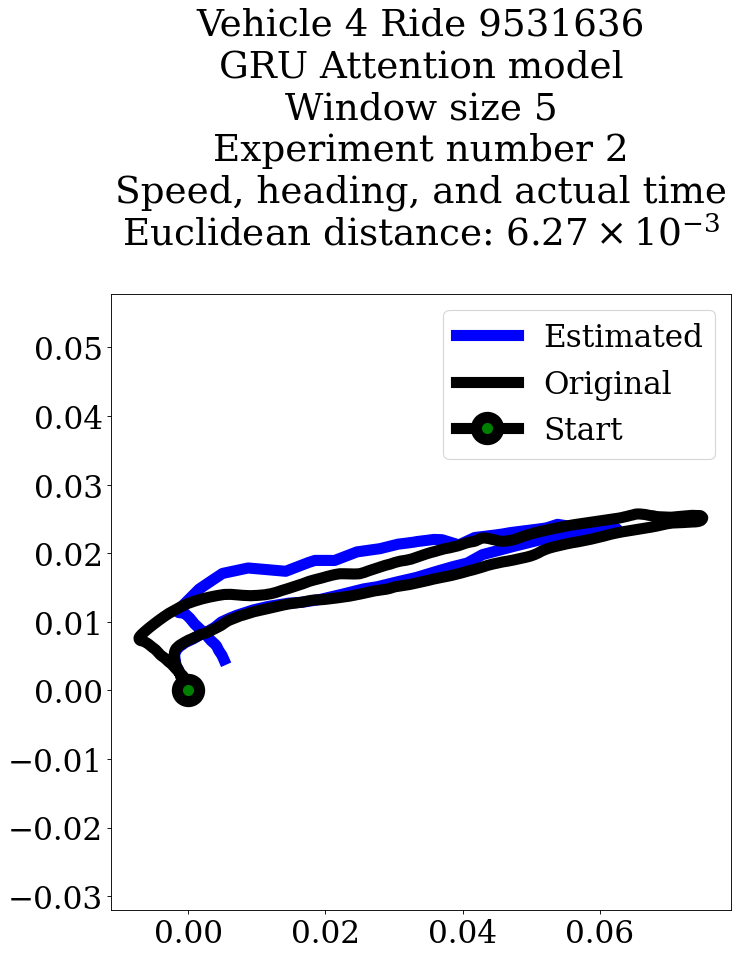 Vehicle 4 Ride 9531636
GRU Attention model
Window size 5
Experiment number 2
Speed, heading, and actual time
Euclidean distance: 6.27 × 10⁻³
Estimated
Original
Start
0.05
0.04
0.03
0.02
0.01
0.00
−0.01
−0.02
−0.03
0.00 0.02 0.04 0.06